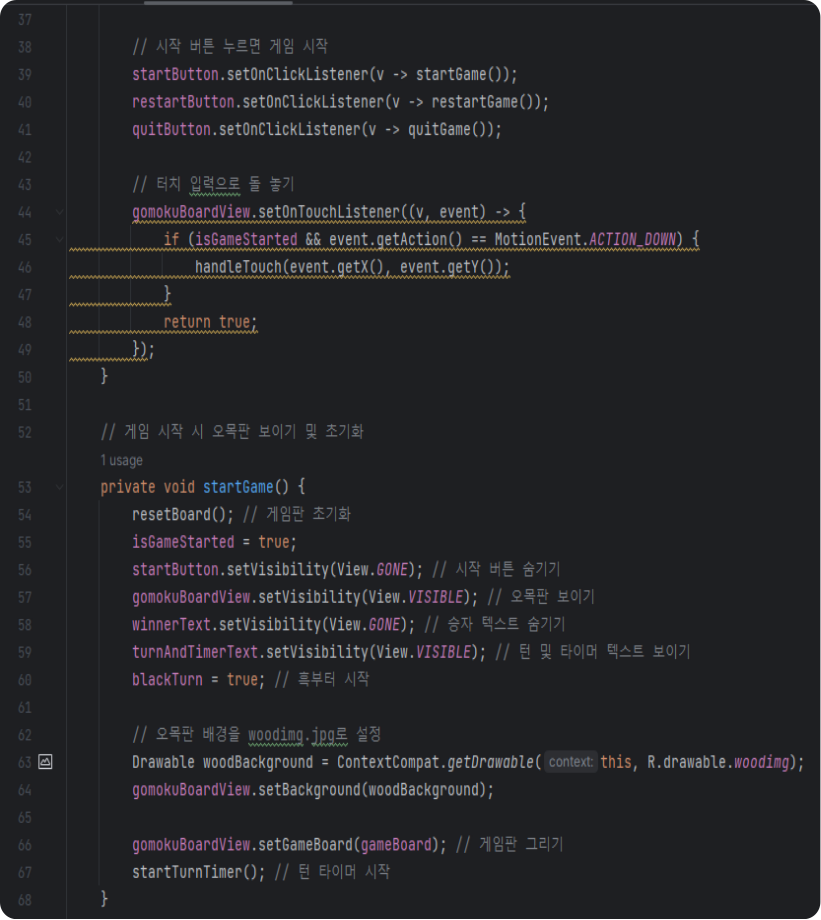 37
38 // 시작 버튼 누르면 게임 시작
39 startButton.setOnClickListener(v -> startGame());
40 restartButton.setOnClickListener(v -> restartGame());
41 quitButton.setOnClickListener(v -> quitGame());
42
43 // 터치 입력으로 돌 놓기
44 gomokuBoardView.setOnTouchListener((v, event) -> {
45 if (isGameStarted && event.getAction() == MotionEvent.ACTION_DOWN) {
46 handleTouch(event.getX(), event.getY());
47 }
48 return true;
49 });
50 }
51
52 // 게임 시작 시 오목판 보이기 및 초기화
1 usage
53 private void startGame() {
54 resetBoard(); // 게임판 초기화
55 isGameStarted = true;
56 startButton.setVisibility(View.GONE); // 시작 버튼 숨기기
57 gomokuBoardView.setVisibility(View.VISIBLE); // 오목판 보이기
58 winnerText.setVisibility(View.GONE); // 승자 텍스트 숨기기
59 turnAndTimerText.setVisibility(View.VISIBLE); // 턴 및 타이머 텍스트 보이기
60 blackTurn = true; // 흑부터 시작
61
62 // 오목판 배경을 woodimg.jpg로 설정
63 Drawable woodBackground = ContextCompat.getDrawable( context: this, R.drawable.woodimg);
64 gomokuBoardView.setBackground(woodBackground);
65
66 gomokuBoardView.setGameBoard(gameBoard); // 게임판 그리기
67 startTurnTimer(); // 턴 타이머 시작
68 }